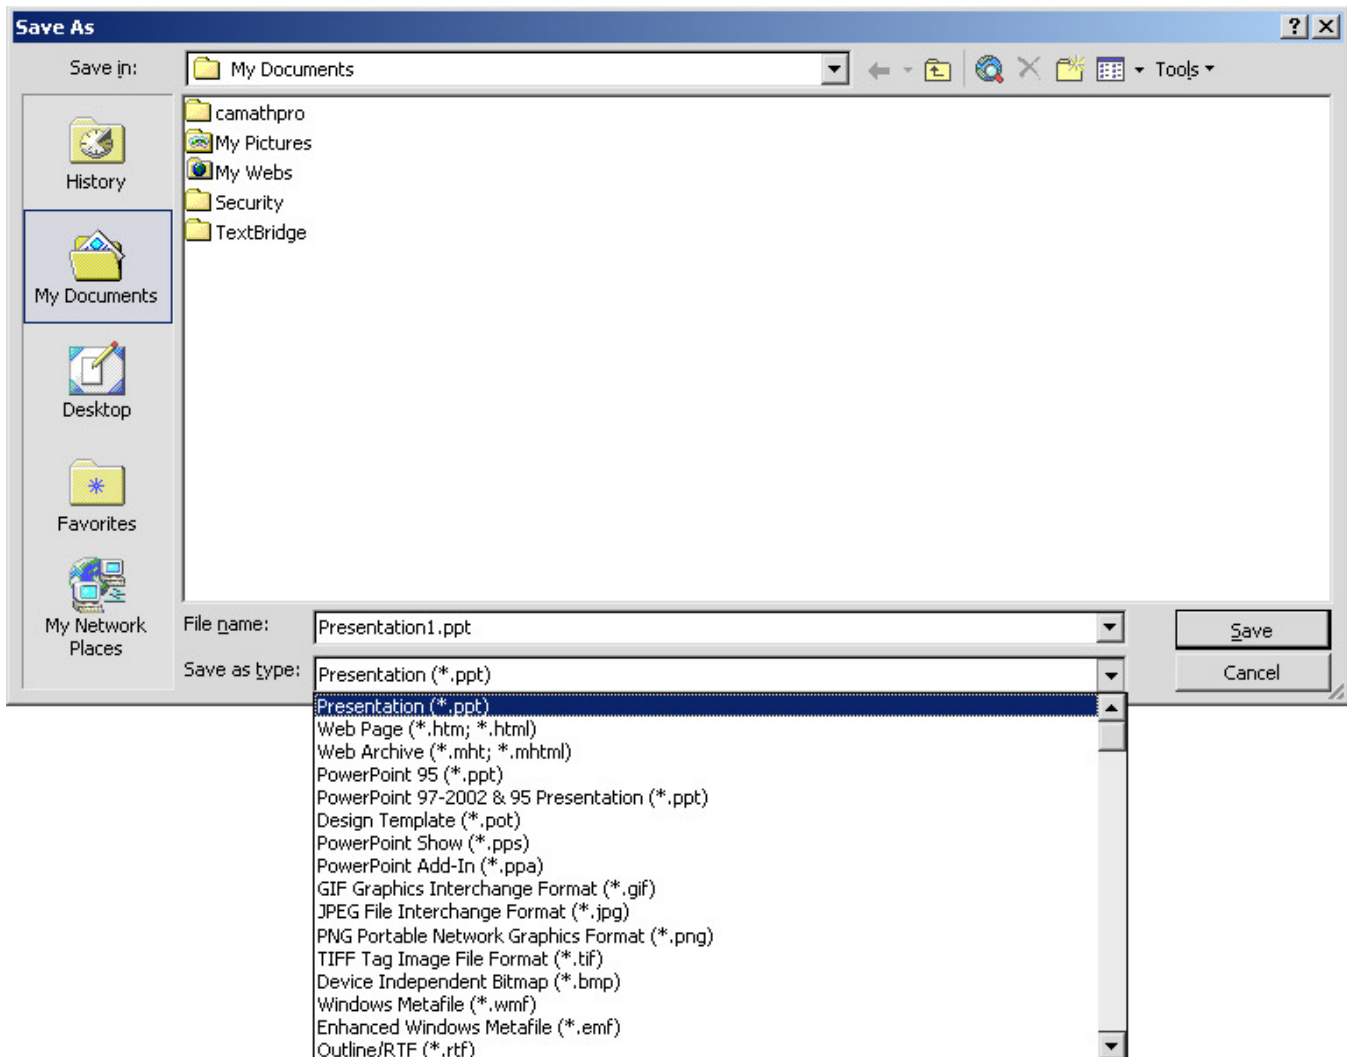 Save As
Save in:
My Documents
Tools
History
My Documents
Desktop
Favorites
My Network
Places
camathpro
My Pictures
My Webs
Security
TextBridge
File name:
Presentation1.ppt
Save
Save as type:
Presentation (*.ppt)
Cancel
Presentation (*.ppt)
Web Page (*.htm; *.html)
Web Archive (*.mht; *.mhtml)
PowerPoint 95 (*.ppt)
PowerPoint 97-2002 & 95 Presentation (*.ppt)
Design Template (*.pot)
PowerPoint Show (*.pps)
PowerPoint Add-In (*.ppa)
GIF Graphics Interchange Format (*.gif)
JPEG File Interchange Format (*.jpg)
PNG Portable Network Graphics Format (*.png)
TIFF Tag Image File Format (*.tif)
Device Independent Bitmap (*.bmp)
Windows Metafile (*.wmf)
Enhanced Windows Metafile (*.emf)
Outline/RTF (*.rtf)